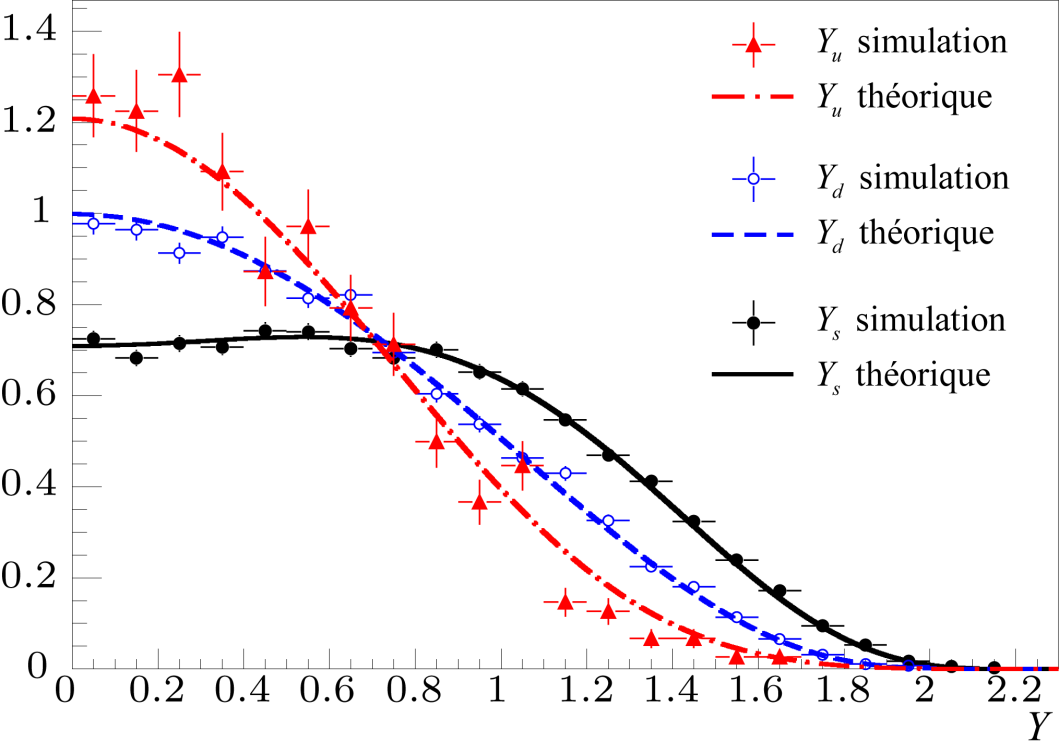 1.4
1.2
1
0.8
0.6
0.4
0.2
0
0 0.2 0.4 0.6 0.8 1 1.2 1.4 1.6 1.8 2 2.2
Y
Yu simulation
Yu théorique
Yd simulation
Yd théorique
Ys simulation
Ys théorique